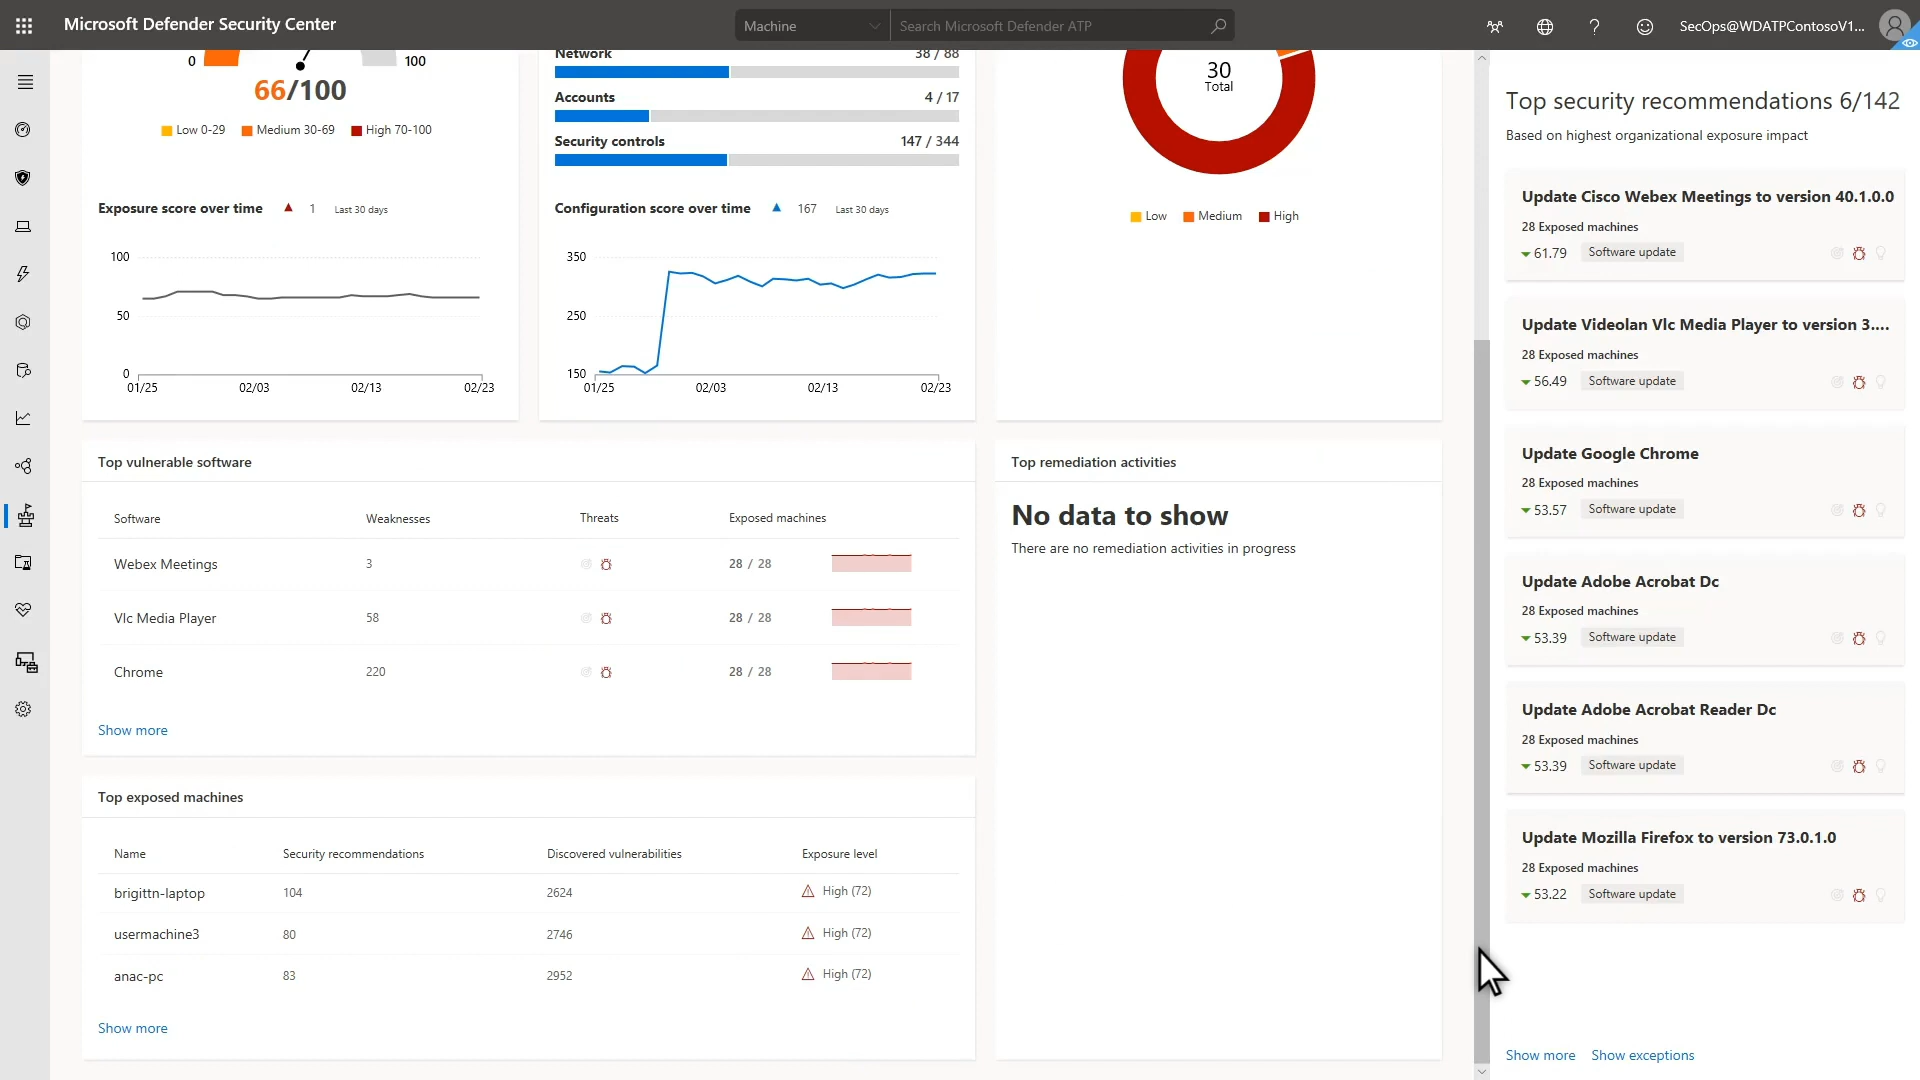 Microsoft Defender Security Center
Machine
Search Microsoft Defender ATP
SecOps@WDATPContosoV1...
0
100
66/100
Low 0-29 Medium 30-69 High 70-100
Exposure score over time 1 Last 30 days
100
50
0
01/25 02/03 02/13 02/23
Network 38 / 88
Accounts 4 / 17
Security controls 147 / 344
Configuration score over time 167 Last 30 days
350
250
150
01/25 02/03 02/13 02/23
30
Total
Low Medium High
Top vulnerable software
Software Weaknesses Threats Exposed machines
Webex Meetings 3 28 / 28
Vlc Media Player 58 28 / 28
Chrome 220 28 / 28
Show more
Top remediation activities
No data to show
There are no remediation activities in progress
Top exposed machines
Name Security recommendations Discovered vulnerabilities Exposure level
brigittn-laptop 104 2624 High (72)
usermachine3 80 2746 High (72)
anac-pc 83 2952 High (72)
Show more
Top security recommendations 6/142
Based on highest organizational exposure impact
Update Cisco Webex Meetings to version 40.1.0.0
28 Exposed machines
61.79 Software update
Update Videolan Vlc Media Player to version 3....
28 Exposed machines
56.49 Software update
Update Google Chrome
28 Exposed machines
53.57 Software update
Update Adobe Acrobat Dc
28 Exposed machines
53.39 Software update
Update Adobe Acrobat Reader Dc
28 Exposed machines
53.39 Software update
Update Mozilla Firefox to version 73.0.1.0
28 Exposed machines
53.22 Software update
Show more Show exceptions